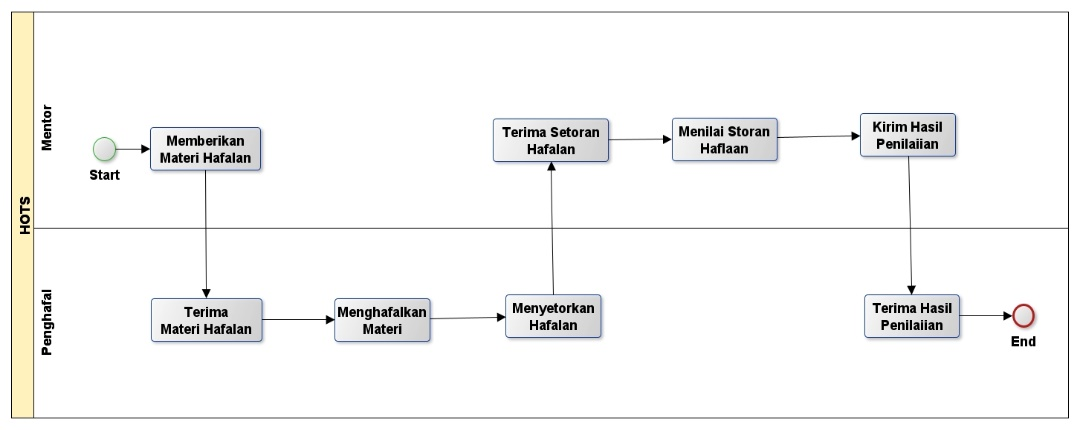 HOTS
Mentor
Start
Memberikan
Materi Hafalan
Terima Setoran
Hafalan
Menilai Storan
Haflaan
Kirim Hasil
Penilaiian
Penghafal
Terima
Materi Hafalan
Menghafalkan
Materi
Menyetorkan
Hafalan
Terima Hasil
Penilaiian
End